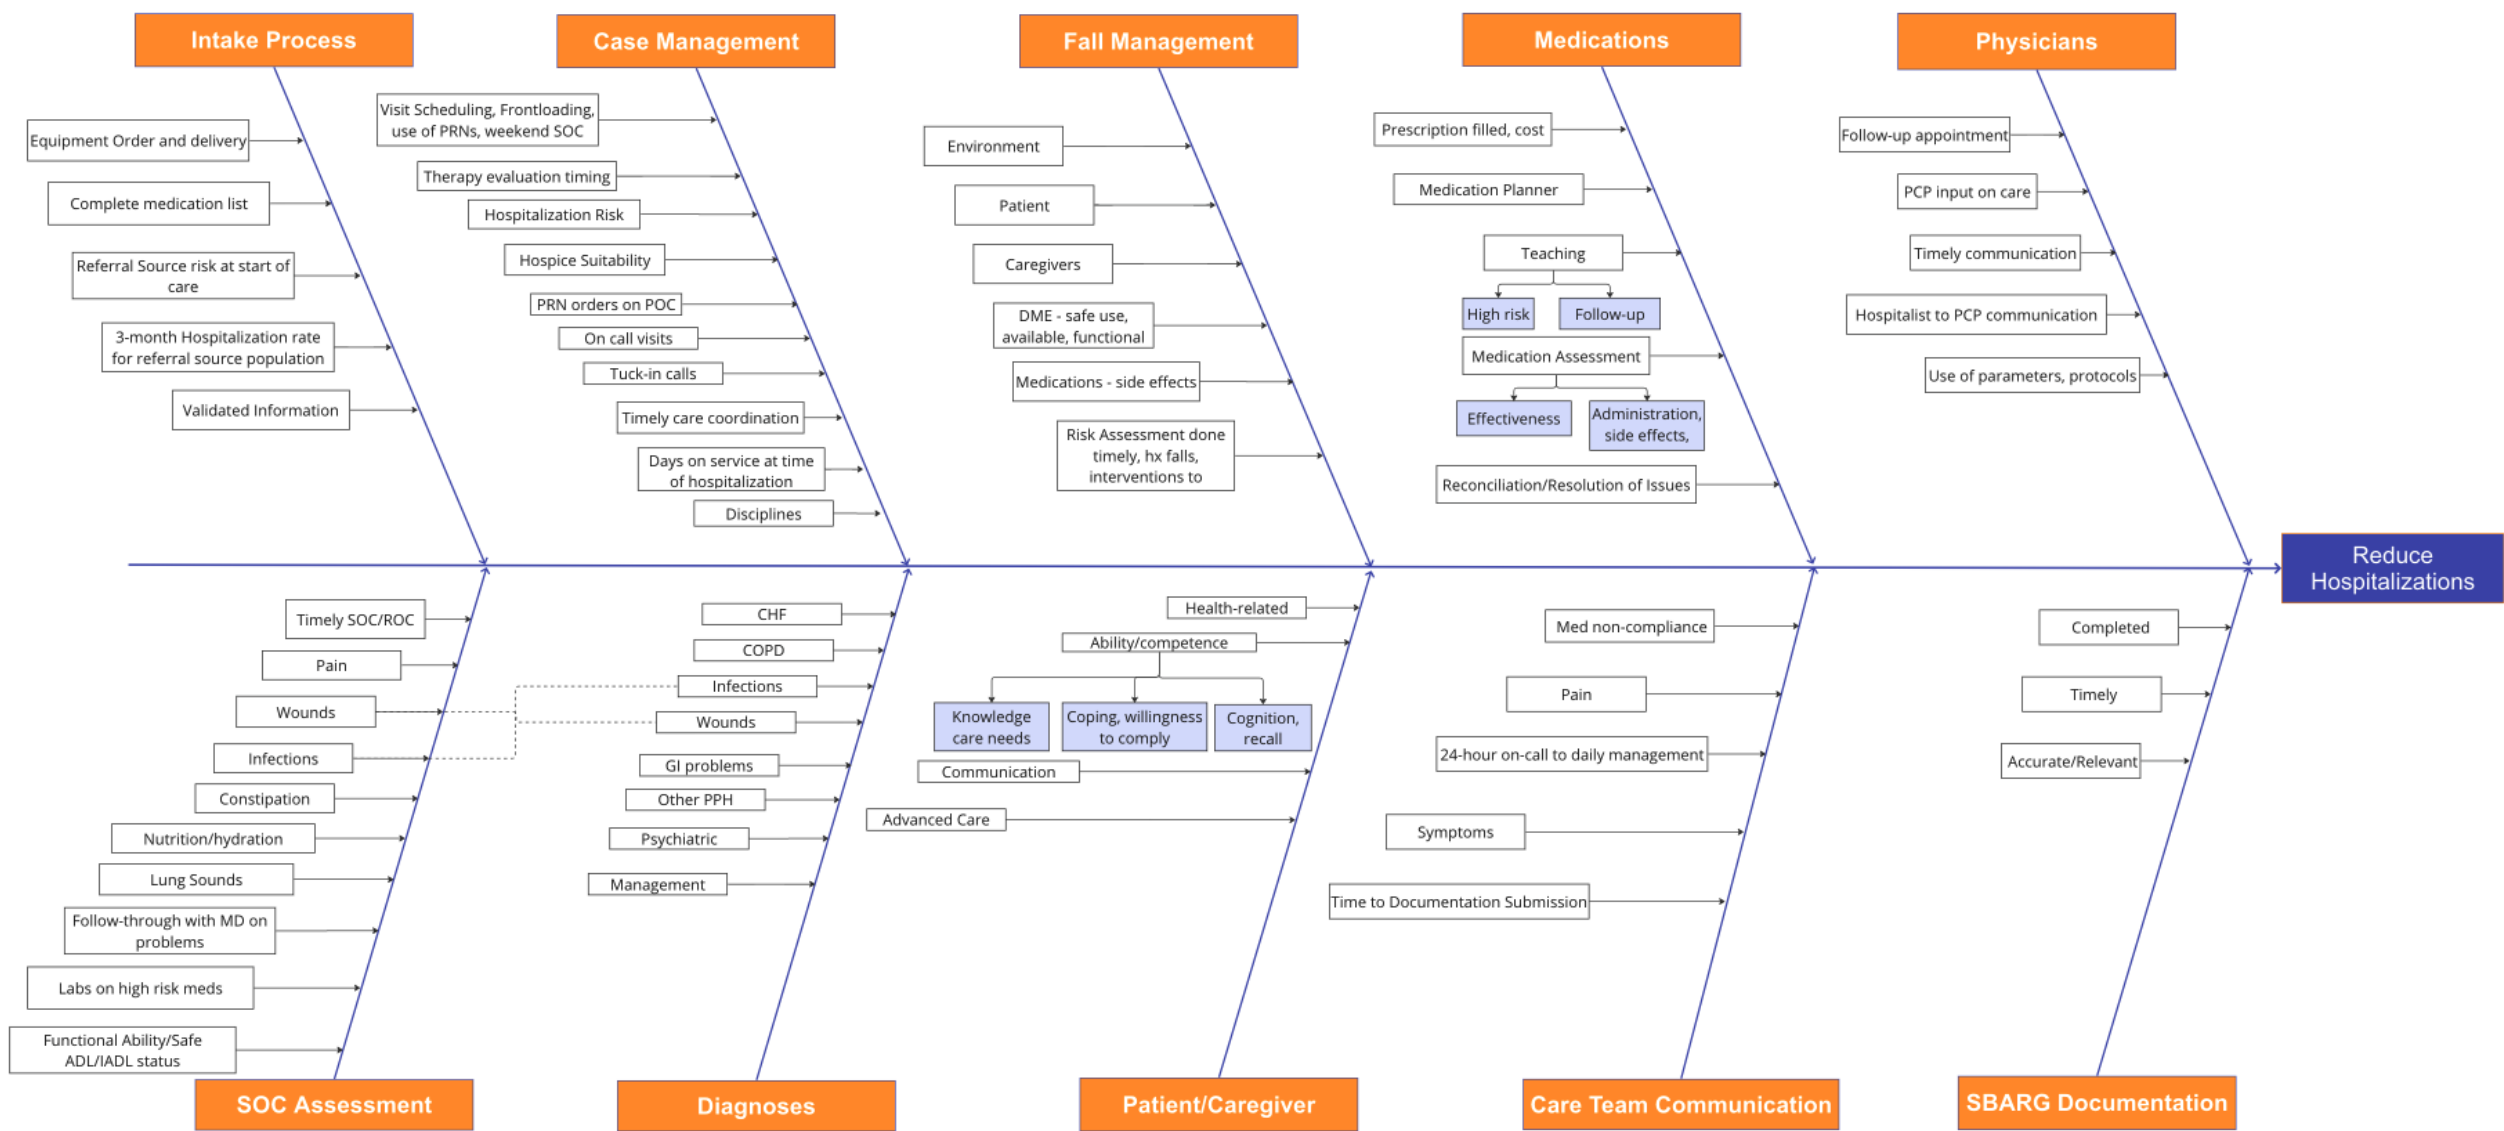 Intake Process
Case Management
Fall Management
Medications
Physicians
Equipment Order and delivery
Complete medication list
Referral Source risk at start of
care
3-month Hospitalization rate
for referral source population
Validated Information
Visit Scheduling, Frontloading,
use of PRNs, weekend SOC
Therapy evaluation timing
Hospitalization Risk
Hospice Suitability
PRN orders on POC
On call visits
Tuck-in calls
Timely care coordination
Days on service at time
of hospitalization
Disciplines
Environment
Patient
Caregivers
DME - safe use,
available, functional
Medications - side effects
Risk Assessment done
timely, hx falls,
interventions to
Prescription filled, cost
Medication Planner
Teaching
High risk
Follow-up
Medication Assessment
Effectiveness
Administration,
side effects,
Reconciliation/Resolution of Issues
Follow-up appointment
PCP input on care
Timely communication
Hospitalist to PCP communication
Use of parameters, protocols
Reduce
Hospitalizations
Timely SOC/ROC
Pain
Wounds
Infections
Constipation
Nutrition/hydration
Lung Sounds
Follow-through with MD on
problems
Labs on high risk meds
Functional Ability/Safe
ADL/IADL status
CHF
COPD
Infections
Wounds
GI problems
Other PPH
Psychiatric
Management
Health-related
Ability/competence
Knowledge
care needs
Coping, willingness
to comply
Cognition,
recall
Communication
Advanced Care
Med non-compliance
Pain
24-hour on-call to daily management
Symptoms
Time to Documentation Submission
Completed
Timely
Accurate/Relevant
SOC Assessment
Diagnoses
Patient/Caregiver
Care Team Communication
SBARG Documentation